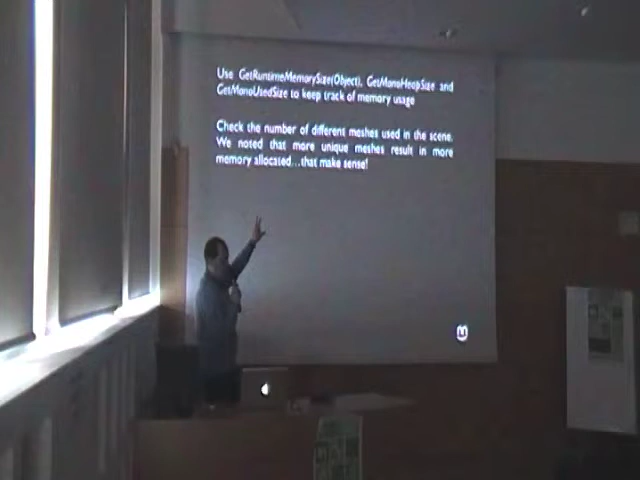 Use GetRuntimeMemorySize(Object), GetMonoHeapSize and
GetMonoUsedSize to keep track of memory usage
Check the number of different meshes used in the scene.
We noted that more unique meshes result in more
memory allocated...that make sense!